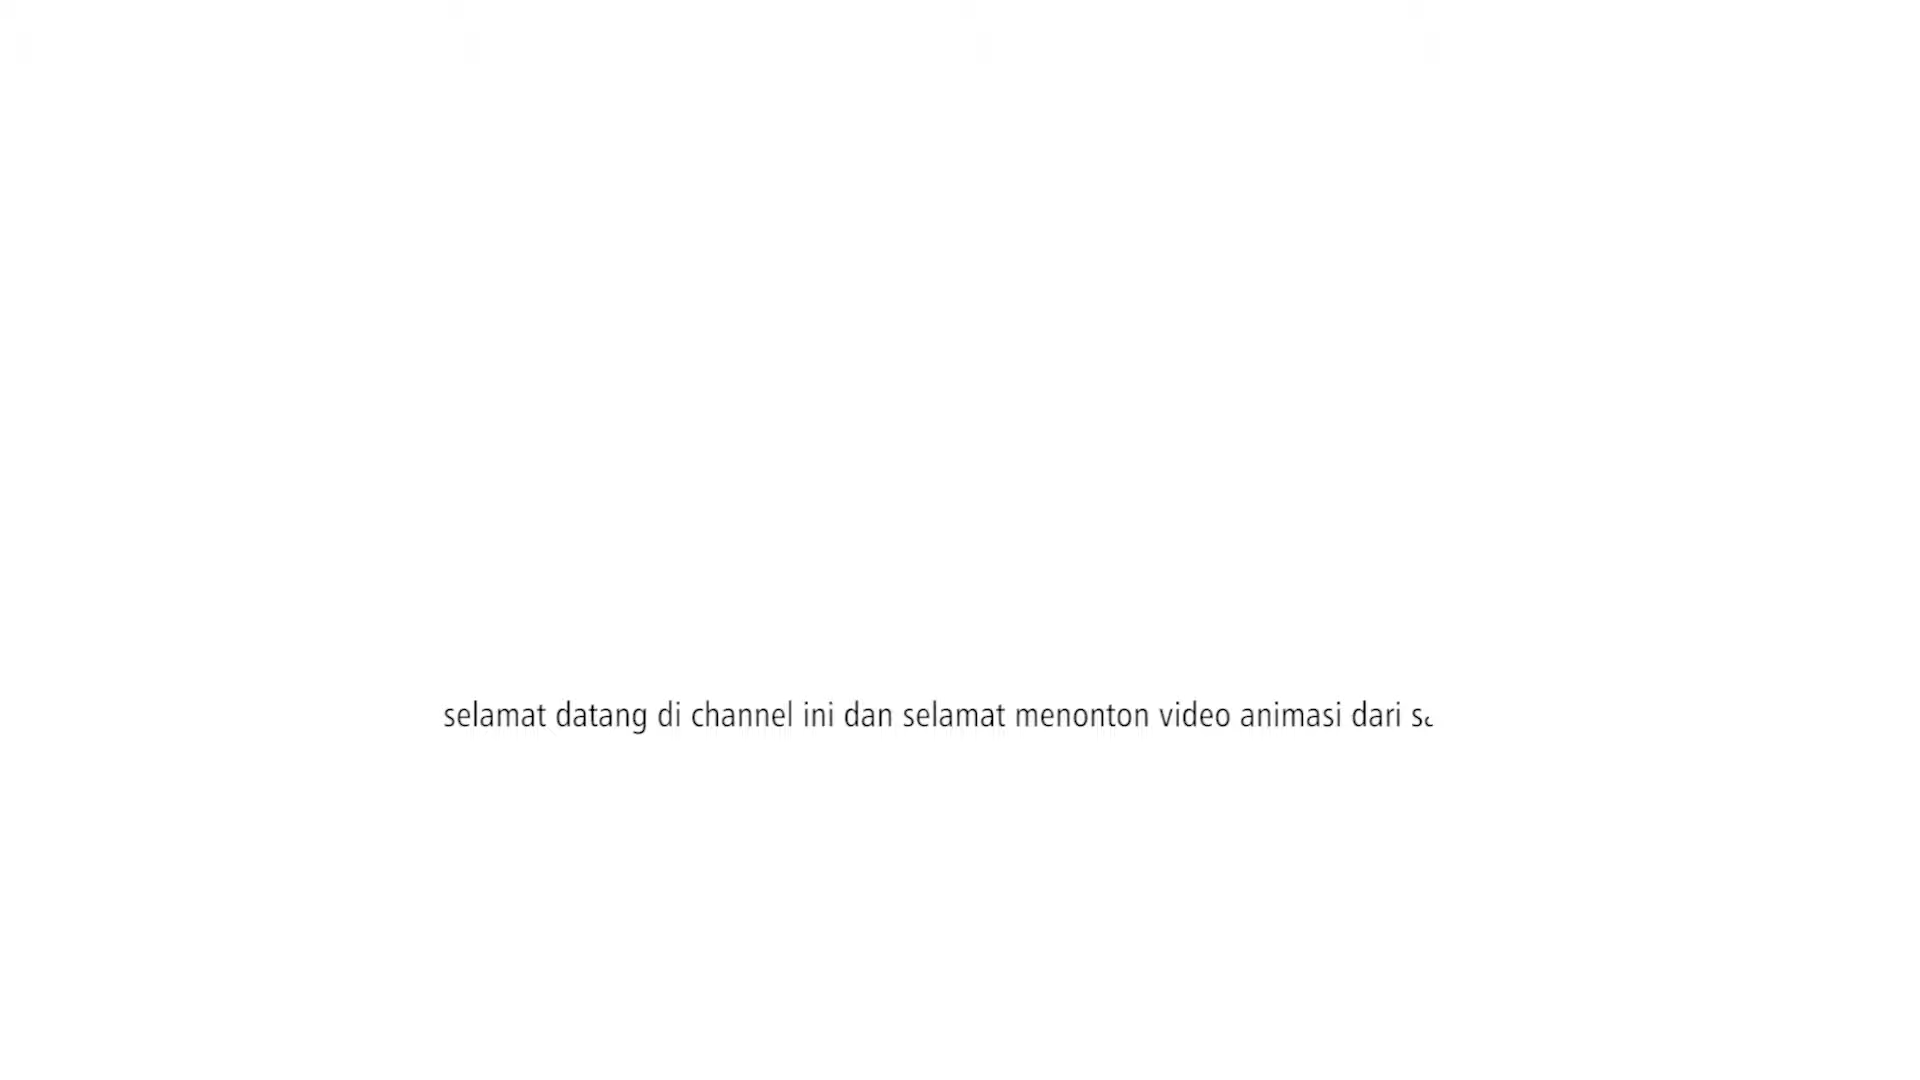 selamat datang di channel ini dan selamat menonton video animasi dari